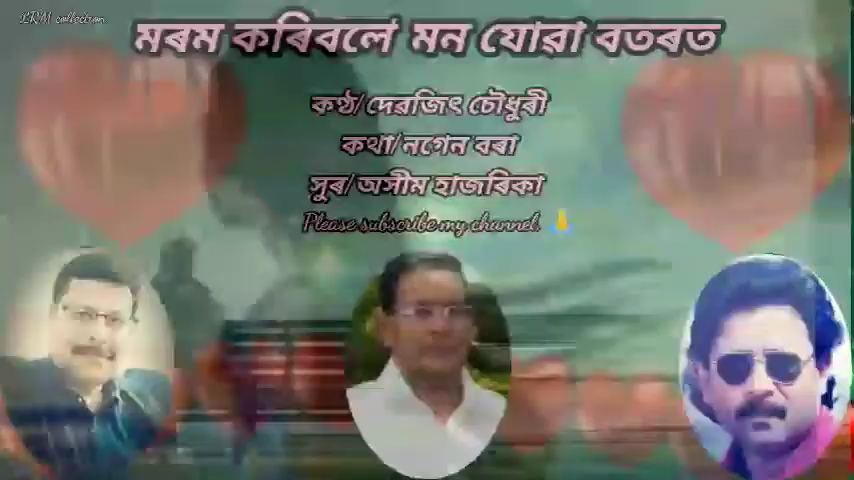 LRM collection
মৰম কৰিবলে মন যোৱা বতৰত
কণ্ঠ/দেৱজিৎ চৌধুৰী
কথা/নগেন বৰা
সুৰ/অসীম হাজৰিকা
Please subscribe my channel 🙏